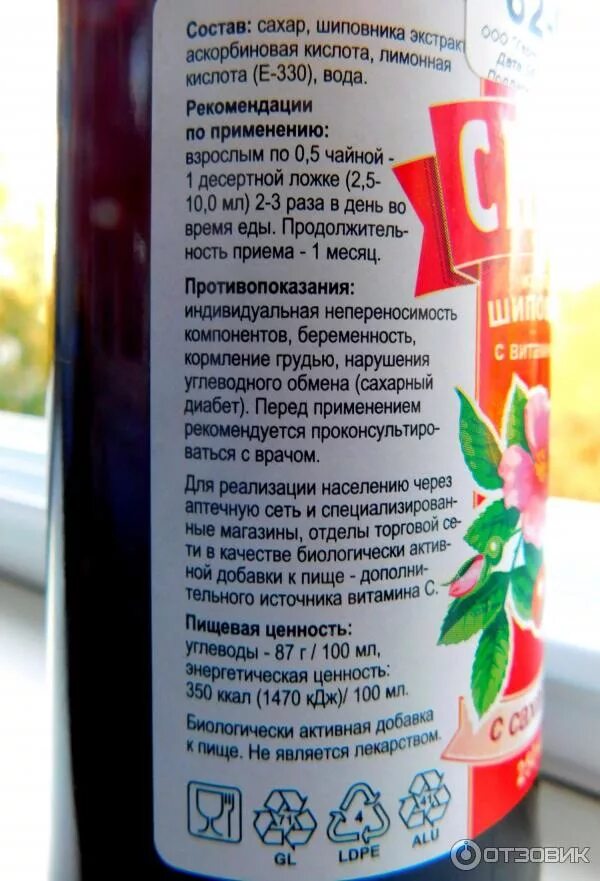 Состав: сахар, шиповника экстракт
аскорбиновая кислота, лимонная
кислота (Е-330), вода.
Рекомендации
по применению:
взрослым по 0,5 чайной -
1 десертной ложке (2,5-
10,0 мл) 2-3 раза в день во
время еды. Продолжитель-
ность приема - 1 месяц.
Противопоказания:
индивидуальная непереносимость
компонентов, беременность,
кормление грудью, нарушения
углеводного обмена (сахарный
диабет). Перед применением
рекомендуется проконсультиро-
ваться с врачом.
Для реализации населению через
аптечную сеть и специализирован-
ные магазины, отделы торговой се-
ти в качестве биологически актив-
ной добавки к пище - дополни-
тельного источника витамина С.
Пищевая ценность:
углеводы - 87 г / 100 мл,
энергетическая ценность:
350 ккал (1470 кДж)/ 100 мл.
Биологически активная добавка
к пище. Не является лекарством.
71
GL
4
LDPE
41
ALU
ООО
Дата
с
ОТЗОВИК